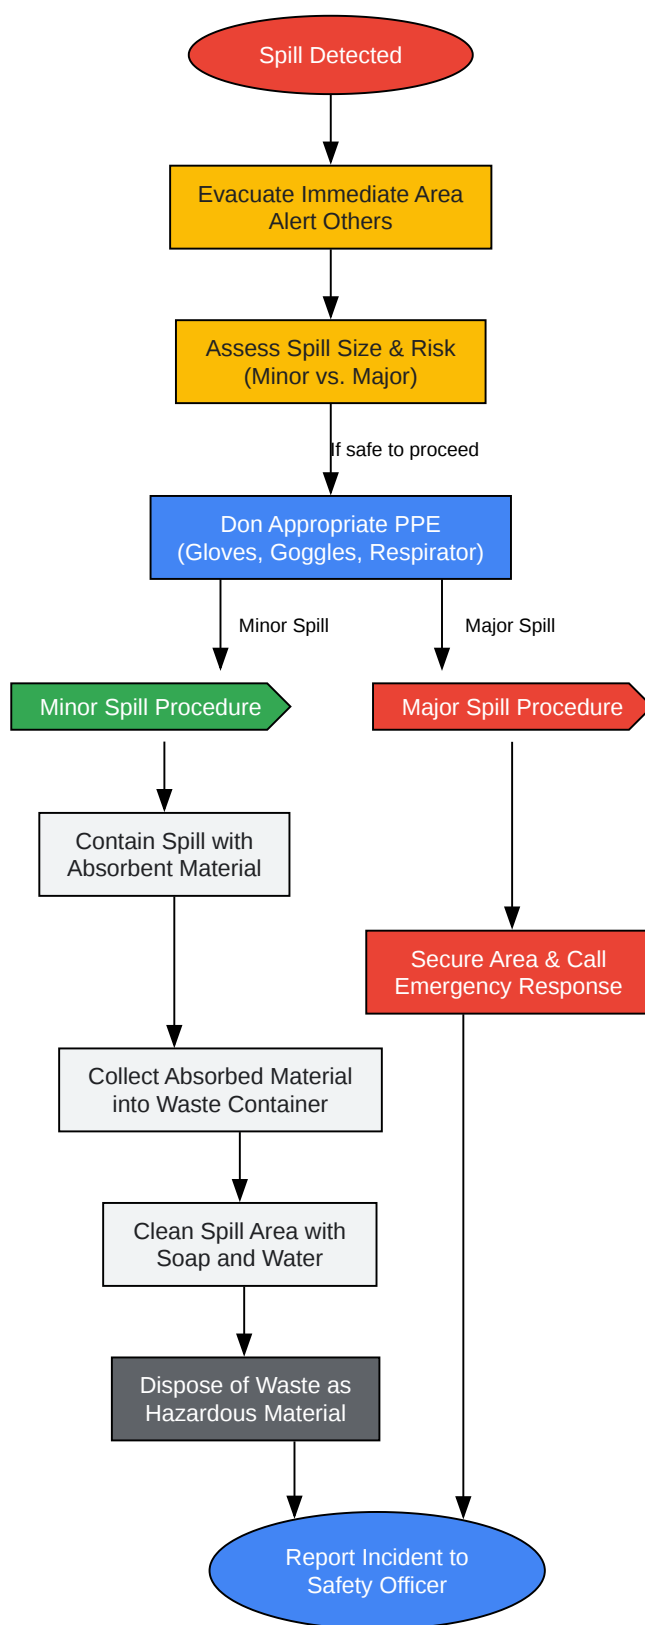 Spill Detected
Evacuate Immediate Area
Alert Others
Assess Spill Size & Risk
(Minor vs. Major)
If safe to proceed
Don Appropriate PPE
(Gloves, Goggles, Respirator)
Minor Spill
Major Spill
Minor Spill Procedure
Major Spill Procedure
Contain Spill with
Absorbent Material
Secure Area & Call
Emergency Response
Collect Absorbed Material
into Waste Container
Clean Spill Area with
Soap and Water
Dispose of Waste as
Hazardous Material
Report Incident to
Safety Officer